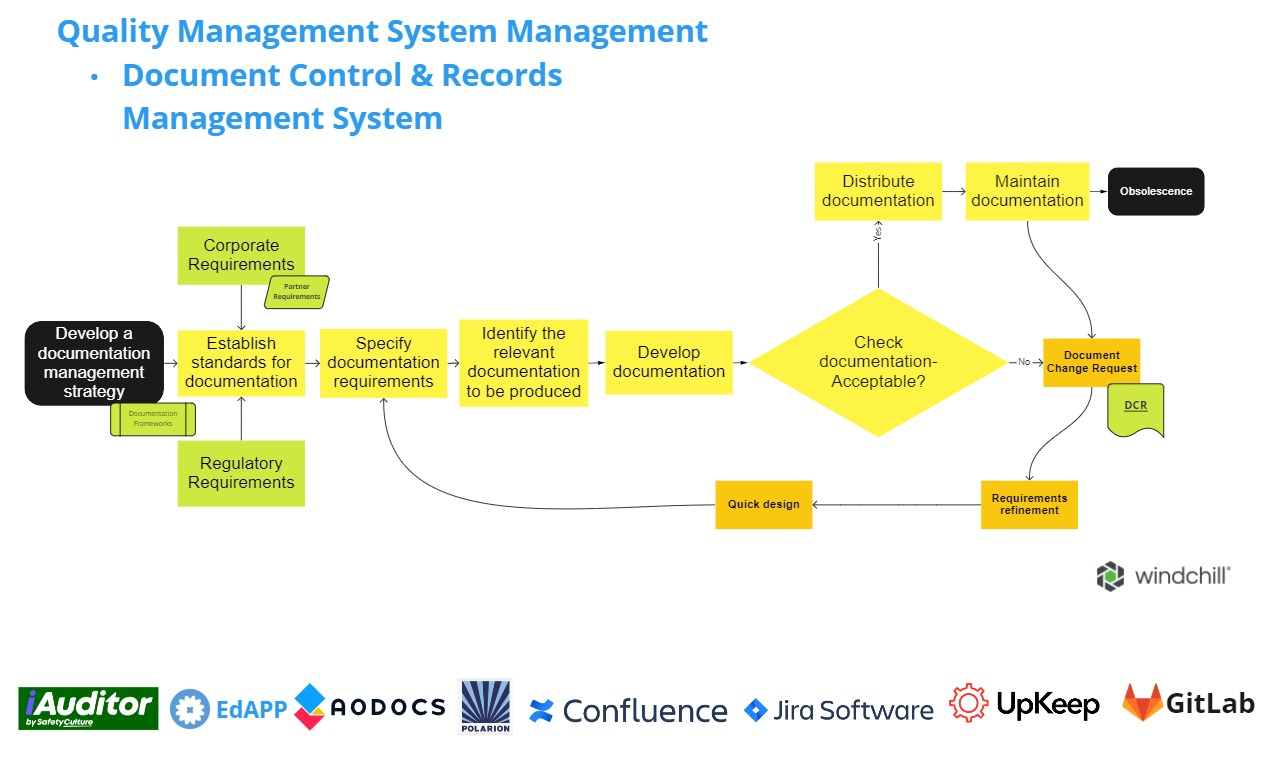 Quality Management System Management
• Document Control & Records
Management System
Distribute
documentation
Maintain
documentation
Obsolescence
Yes
Corporate
Requirements
Partner
Requirements
Develop a
documentation
management
strategy
Documentation
Frameworks
Establish
standards for
documentation
Specify
documentation
requirements
Identify the
relevant
documentation
to be produced
Develop
documentation
Check
documentation-
Acceptable?
No
Document
Change Request
DCR
Regulatory
Requirements
Quick design
Requirements
refinement
windchill®
iAuditor
by SafetyCulture
EdAPP
AODOCS
POLARION
Confluence
Jira Software
UpKeep
GitLab